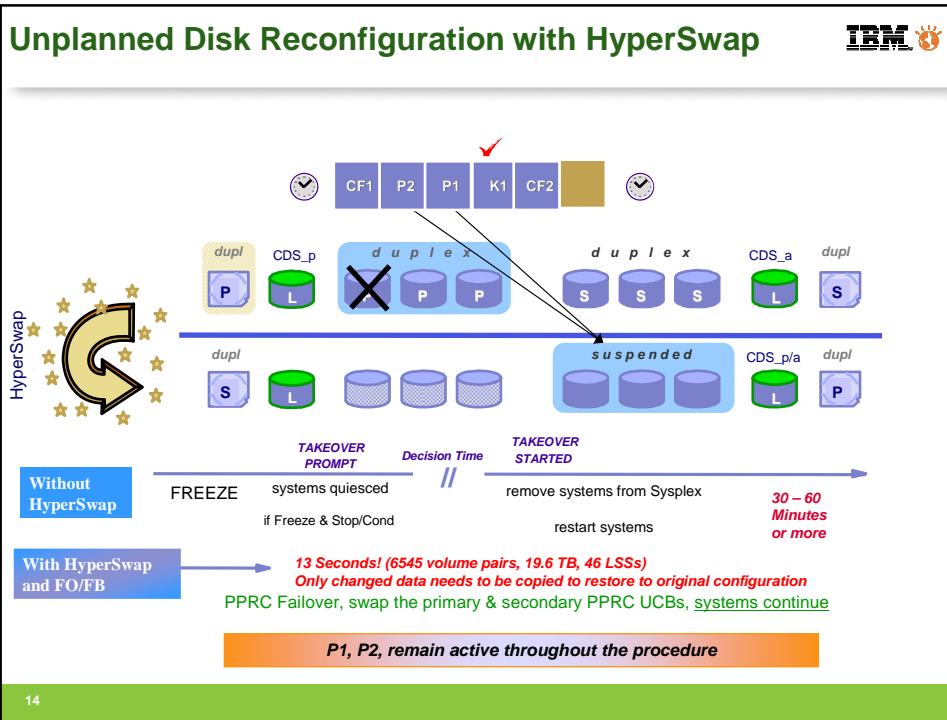 Unplanned Disk Reconfiguration with HyperSwap
IBM
CF1 P2 P1 K1 CF2
dupl CDS_p duplex duplex CDS_a dupl
P L P P S S S L S
HyperSwap
dupl suspended CDS_p/a dupl
S L L P
TAKEOVER PROMPT
Decision Time
TAKEOVER STARTED
//
Without HyperSwap
FREEZE
systems quiesced
if Freeze & Stop/Cond
remove systems from Sysplex
restart systems
30 – 60
Minutes
or more
With HyperSwap
and FO/FB
13 Seconds! (6545 volume pairs, 19.6 TB, 46 LSSs)
Only changed data needs to be copied to restore to original configuration
PPRC Failover, swap the primary & secondary PPRC UCBs, systems continue
P1, P2, remain active throughout the procedure
14